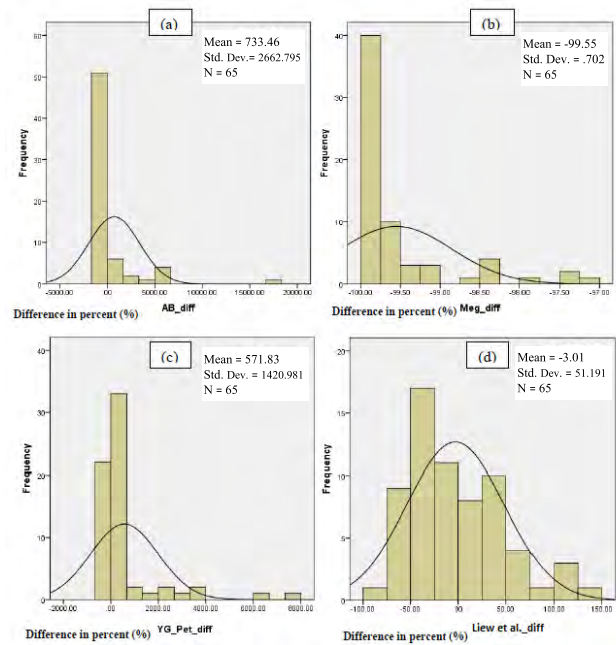 (a)
Mean = 733.46
Std. Dev.= 2662.795
N = 65
60
50
40
30
20
10
0
Frequency
-5000.00 .00 5000.00 10000.00 15000.00 20000.00
Difference in percent (%) AB_diff
(b)
Mean = -99.55
Std. Dev. = .702
N = 65
40
30
20
10
0
Frequency
-100.00 -99.50 -99.00 -98.50 -98.00 -97.50 -97.00
Difference in percent (%) Meg_diff
(c)
Mean = 571.83
Std. Dev. = 1420.981
N = 65
40
30
20
10
0
Frequency
-2000.00 .00 2000.00 4000.00 6000.00 8000.00
Difference in percent (%) YG_Pet_diff
(d)
Mean = -3.01
Std. Dev. = 51.191
N = 65
20
15
10
5
0
Frequency
-100.00 -50.00 .00 50.00 100.00 150.00
Difference in percent (%) Liew et al._diff